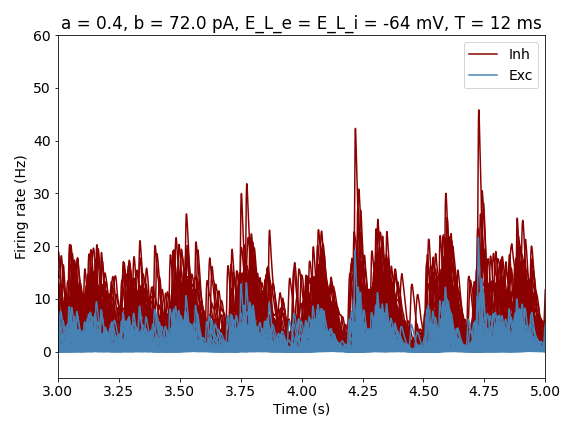 a = 0.4, b = 72.0 pA, E_L_e = E_L_i = -64 mV, T = 12 ms
60
50
40
30
20
10
0
Firing rate (Hz)
Inh
Exc
3.00 3.25 3.50 3.75 4.00 4.25 4.50 4.75 5.00
Time (s)